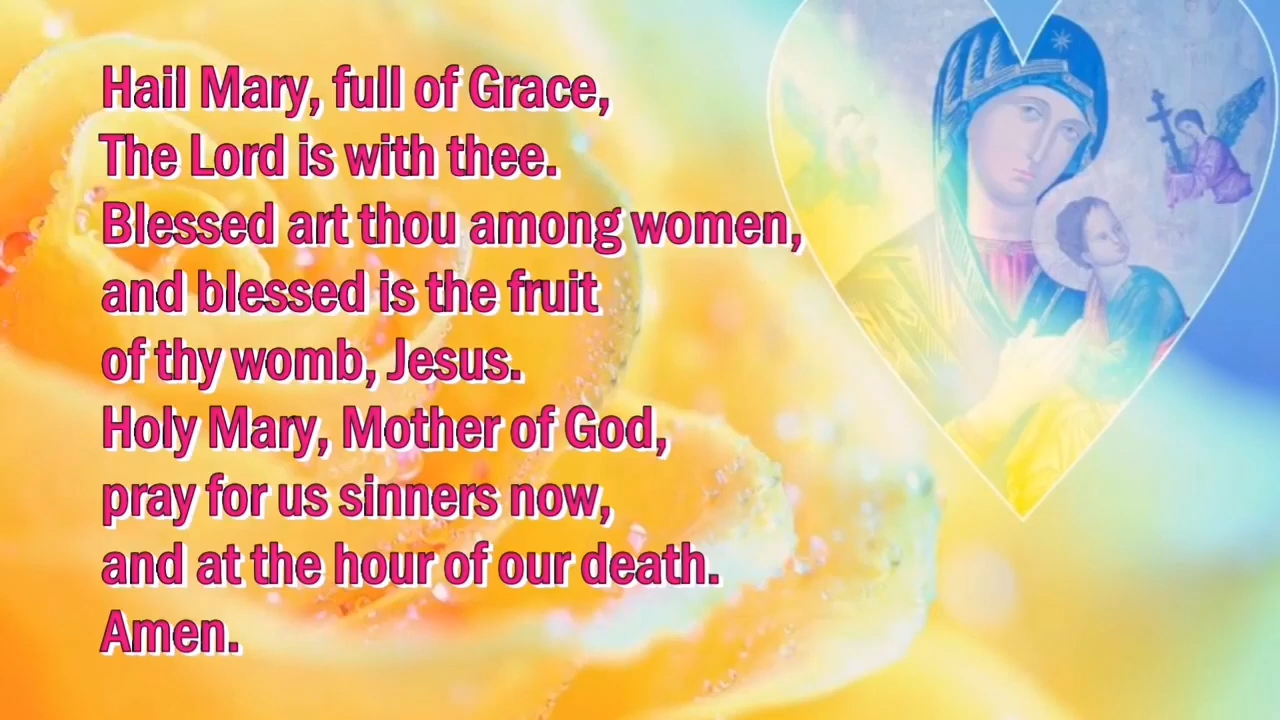 Hail Mary, full of Grace,
The Lord is with thee.
Blessed art thou among women,
and blessed is the fruit
of thy womb, Jesus.
Holy Mary, Mother of God,
pray for us sinners now,
and at the hour of our death.
Amen.